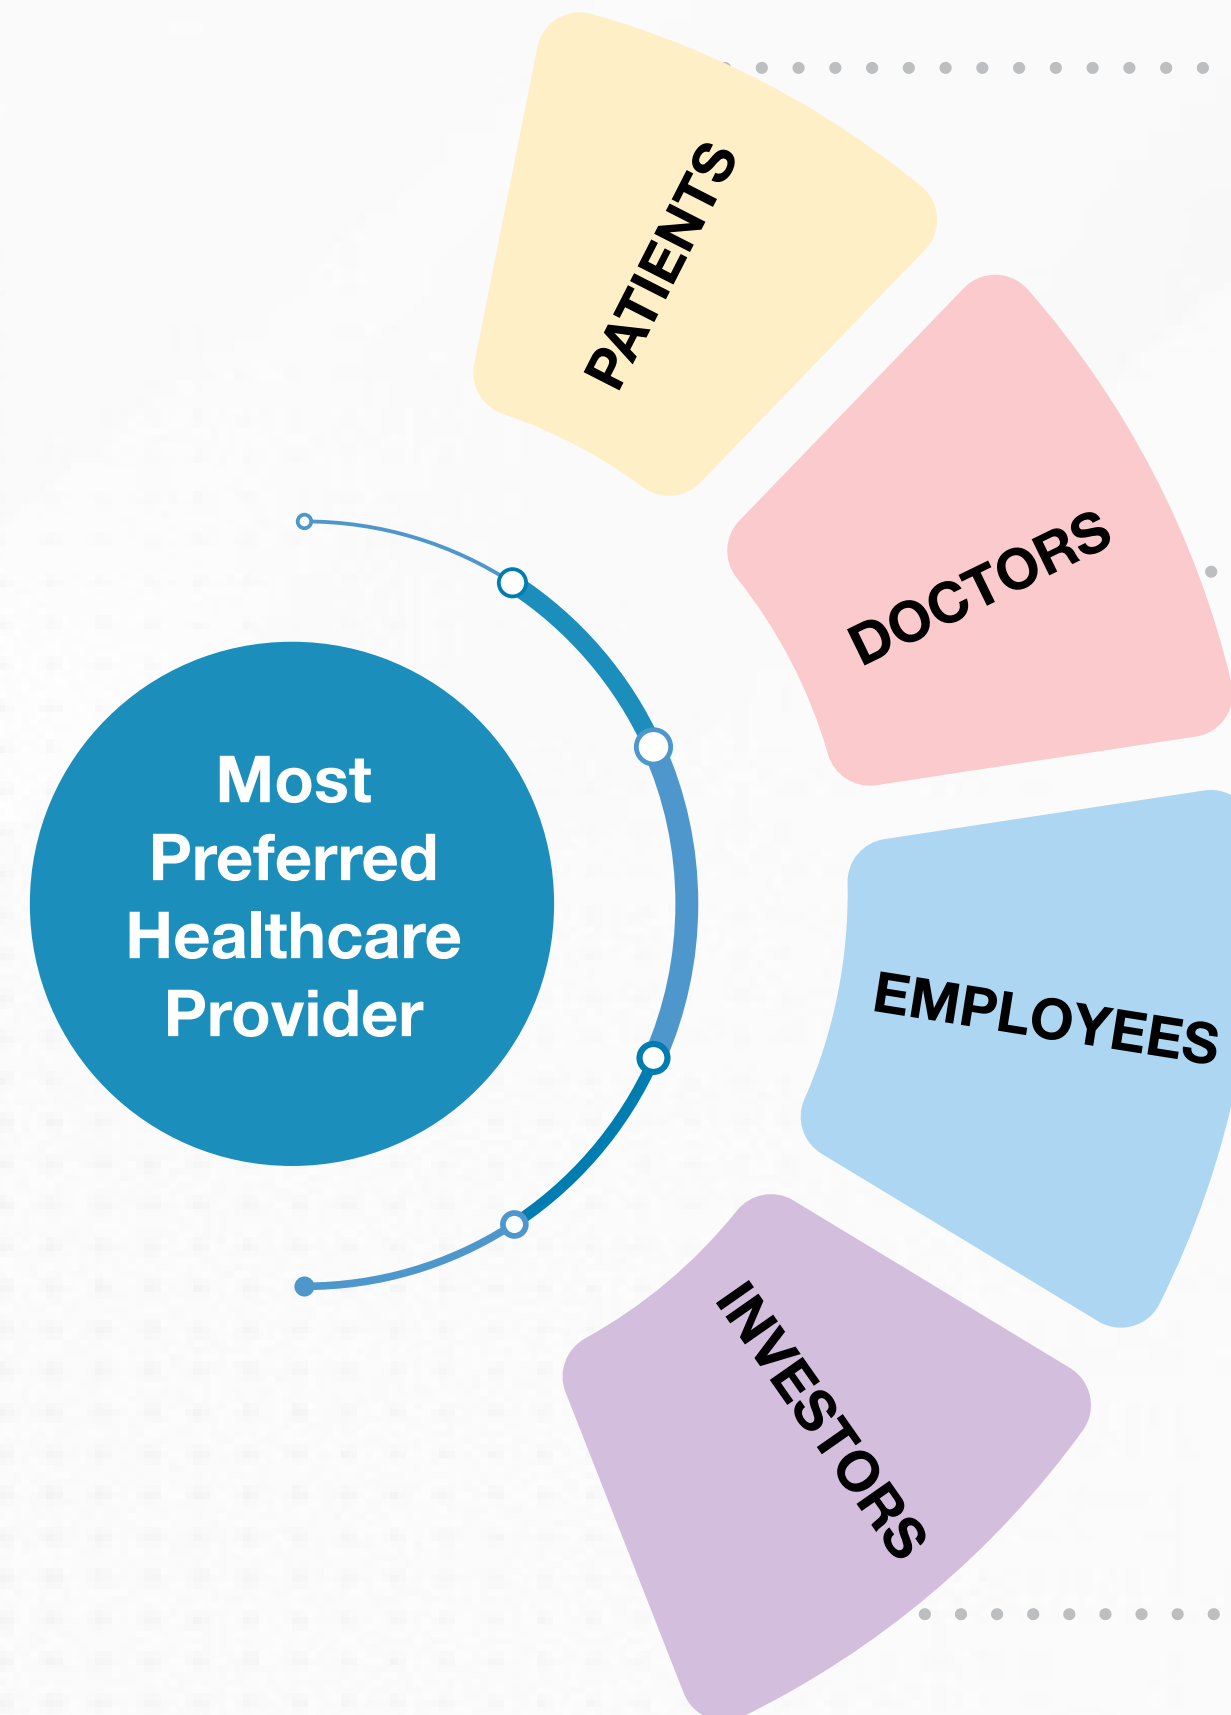 PATIENTS
DOCTORS
Most
Preferred
Healthcare
Provider
EMPLOYEES
INVESTORS